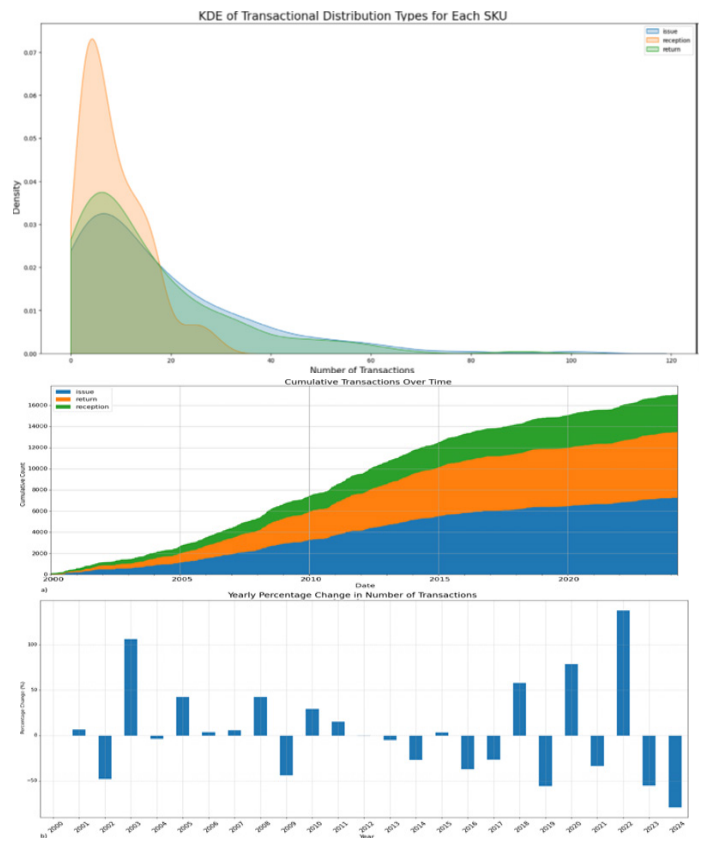 KDE of Transactional Distribution Types for Each SKU
issue
reception
return
0.07
0.06
0.05
0.04
0.03
0.02
0.01
0.00
Density
0 20 40 60 80 100 120
Number of Transactions
Cumulative Transactions Over Time
issue
return
reception
16000
14000
12000
10000
8000
6000
4000
2000
0
Cumulative Count
2000 2005 2010 2015 2020
Date
a)
Yearly Percentage Change in Number of Transactions
100
50
0
−50
Percentage Change (%)
2000 2001 2002 2003 2004 2005 2006 2007 2008 2009 2010 2011 2012 2013 2014 2015 2016 2017 2018 2019 2020 2021 2022 2023 2024
Year
b)